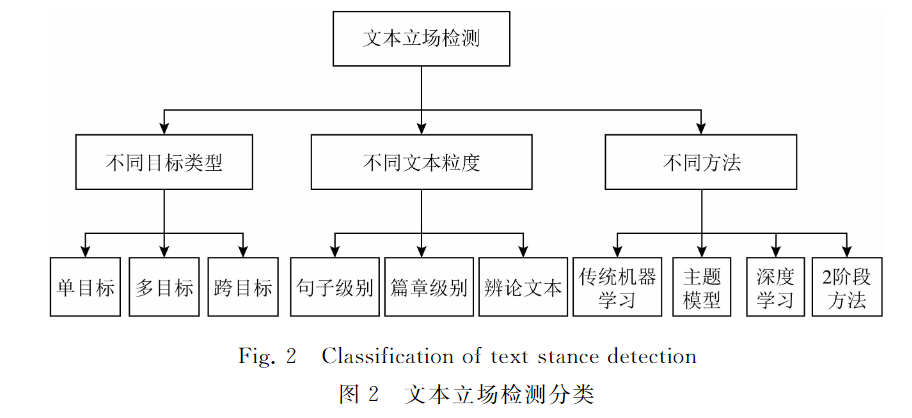 文本立场检测
不同目标类型
不同文本粒度
不同方法
单目标
多目标
跨目标
句子级别
篇章级别
辨论文本
传统机器
学习
主题
模型
深度
学习
2阶段
方法
Fig. 2 Classification of text stance detection
图 2 文本立场检测分类